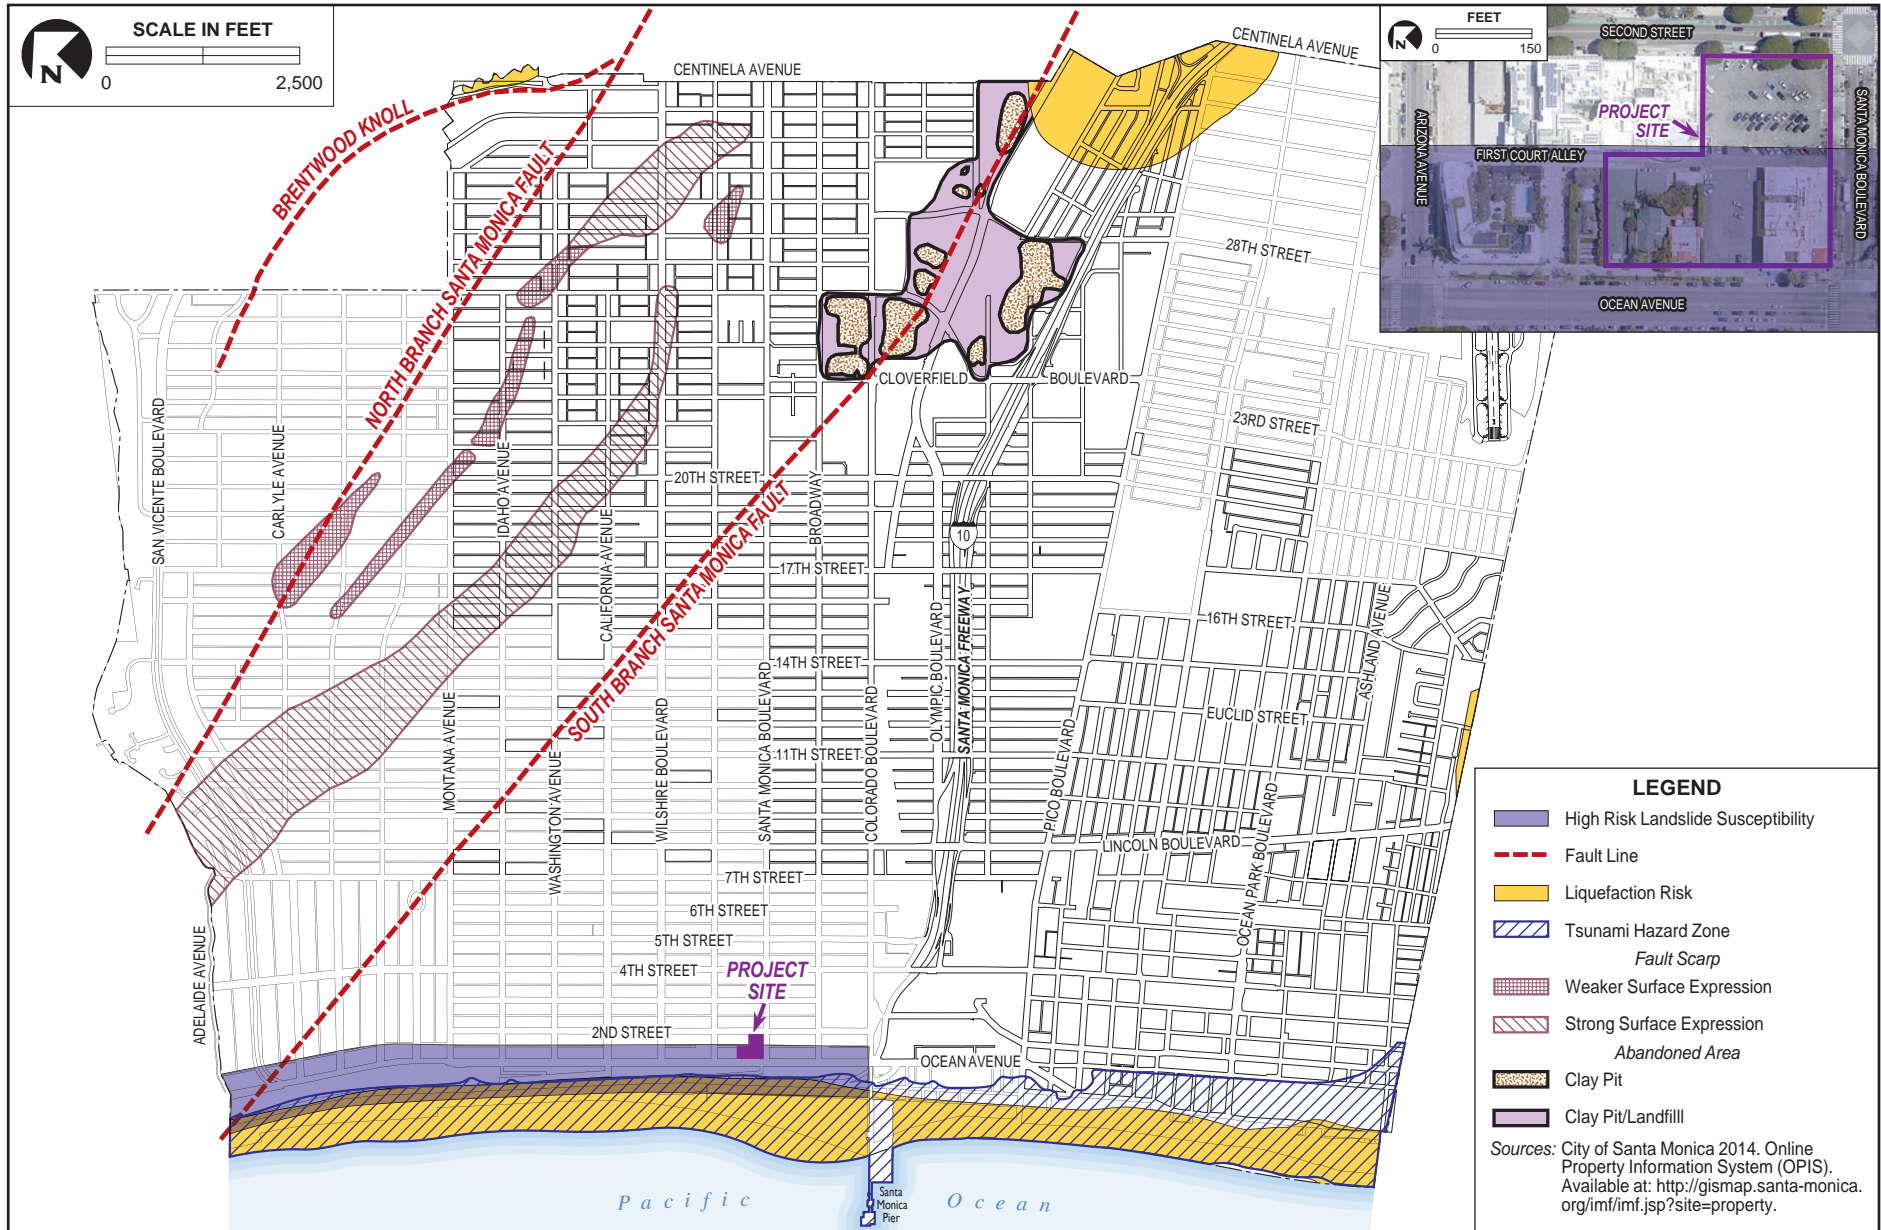 N
SCALE IN FEET
0
2,500
N
FEET
0
150
SECOND STREET
PROJECT
SITE
ARIZONA AVENUE
SANTA MONICA BOULEVARD
FIRST COURT ALLEY
OCEAN AVENUE
CENTINELA AVENUE
CENTINELA AVENUE
BRENTWOOD KNOLL
NORTH BRANCH SANTA MONICA FAULT
SOUTH BRANCH SANTA MONICA FAULT
28TH STREET
CLOVERFIELD
BOULEVARD
23RD STREET
SAN VICENTE BOULEVARD
CARLYLE AVENUE
IDAHO AVENUE
CALIFORNIA AVENUE
20TH STREET
BROADWAY
10
17TH STREET
OLYMPIC BOULEVARD
SANTA MONICA FREEWAY
16TH STREET
ASHLAND AVENUE
14TH STREET
MONTANA AVENUE
WASHINGTON AVENUE
WILSHIRE BOULEVARD
SANTA MONICA BOULEVARD
COLORADO BOULEVARD
EUCLID STREET
11TH STREET
PICO BOULEVARD
OCEAN PARK BOULEVARD
LINCOLN BOULEVARD
7TH STREET
6TH STREET
5TH STREET
4TH STREET
PROJECT
SITE
ADELAIDE AVENUE
2ND STREET
OCEAN AVENUE
Pacific
Ocean
Santa
Monica
Pier
LEGEND
High Risk Landslide Susceptibility
Fault Line
Liquefaction Risk
Tsunami Hazard Zone
Fault Scarp
Weaker Surface Expression
Strong Surface Expression
Abandoned Area
Clay Pit
Clay Pit/Landfilll
Sources: City of Santa Monica 2014. Online
Property Information System (OPIS).
Available at: http://gismap.santa-monica.
org/imf/imf.jsp?site=property.